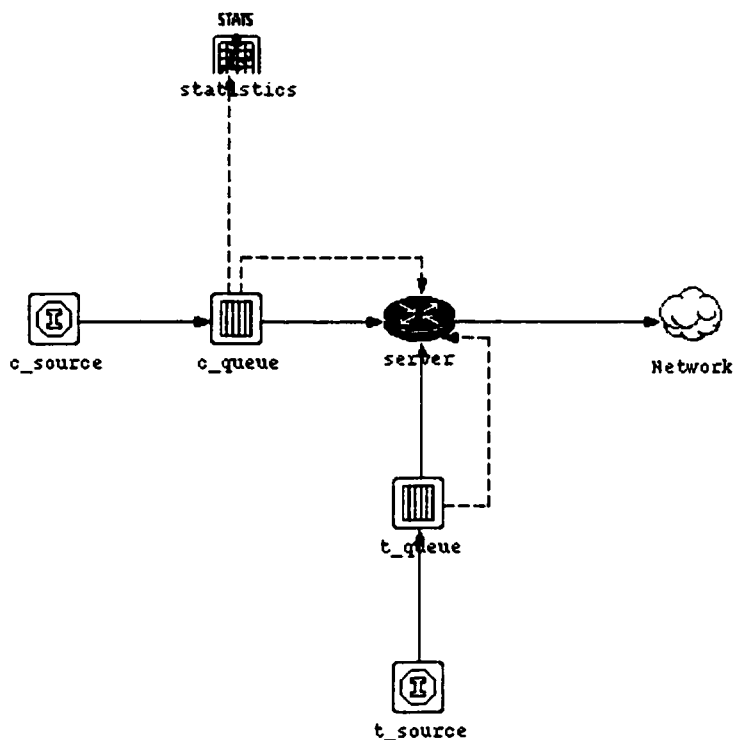 STATS
statistics
I
c_source
c_queue
server
Network
t_queue
I
t_source